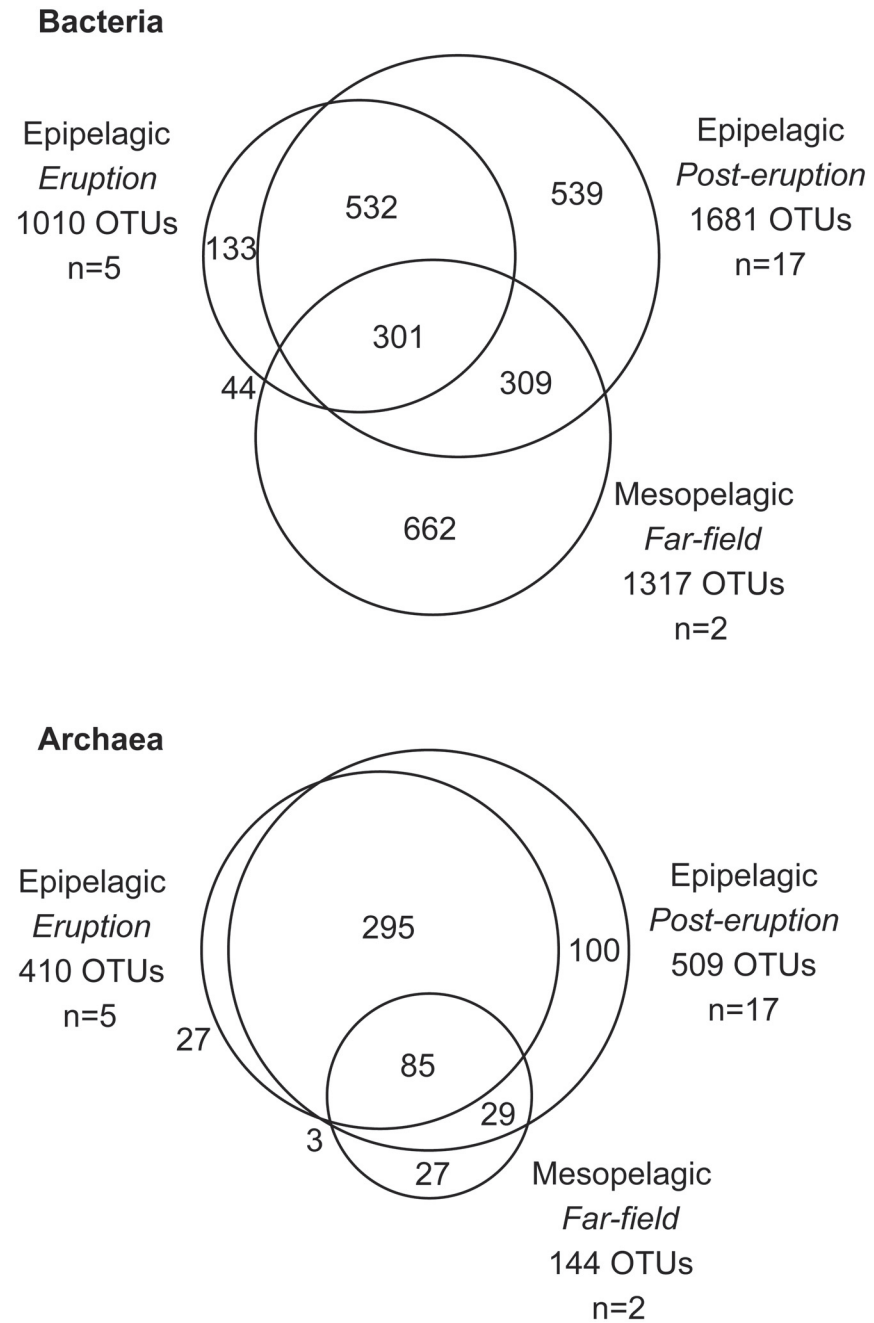 Bacteria
Epipelagic
Eruption
1010 OTUs
n=5
Epipelagic
Post-eruption
1681 OTUs
n=17
532
539
133
301
309
44
662
Mesopelagic
Far-field
1317 OTUs
n=2
Archaea
Epipelagic
Eruption
410 OTUs
n=5
Epipelagic
Post-eruption
509 OTUs
n=17
295
100
27
85
29
3
27
Mesopelagic
Far-field
144 OTUs
n=2